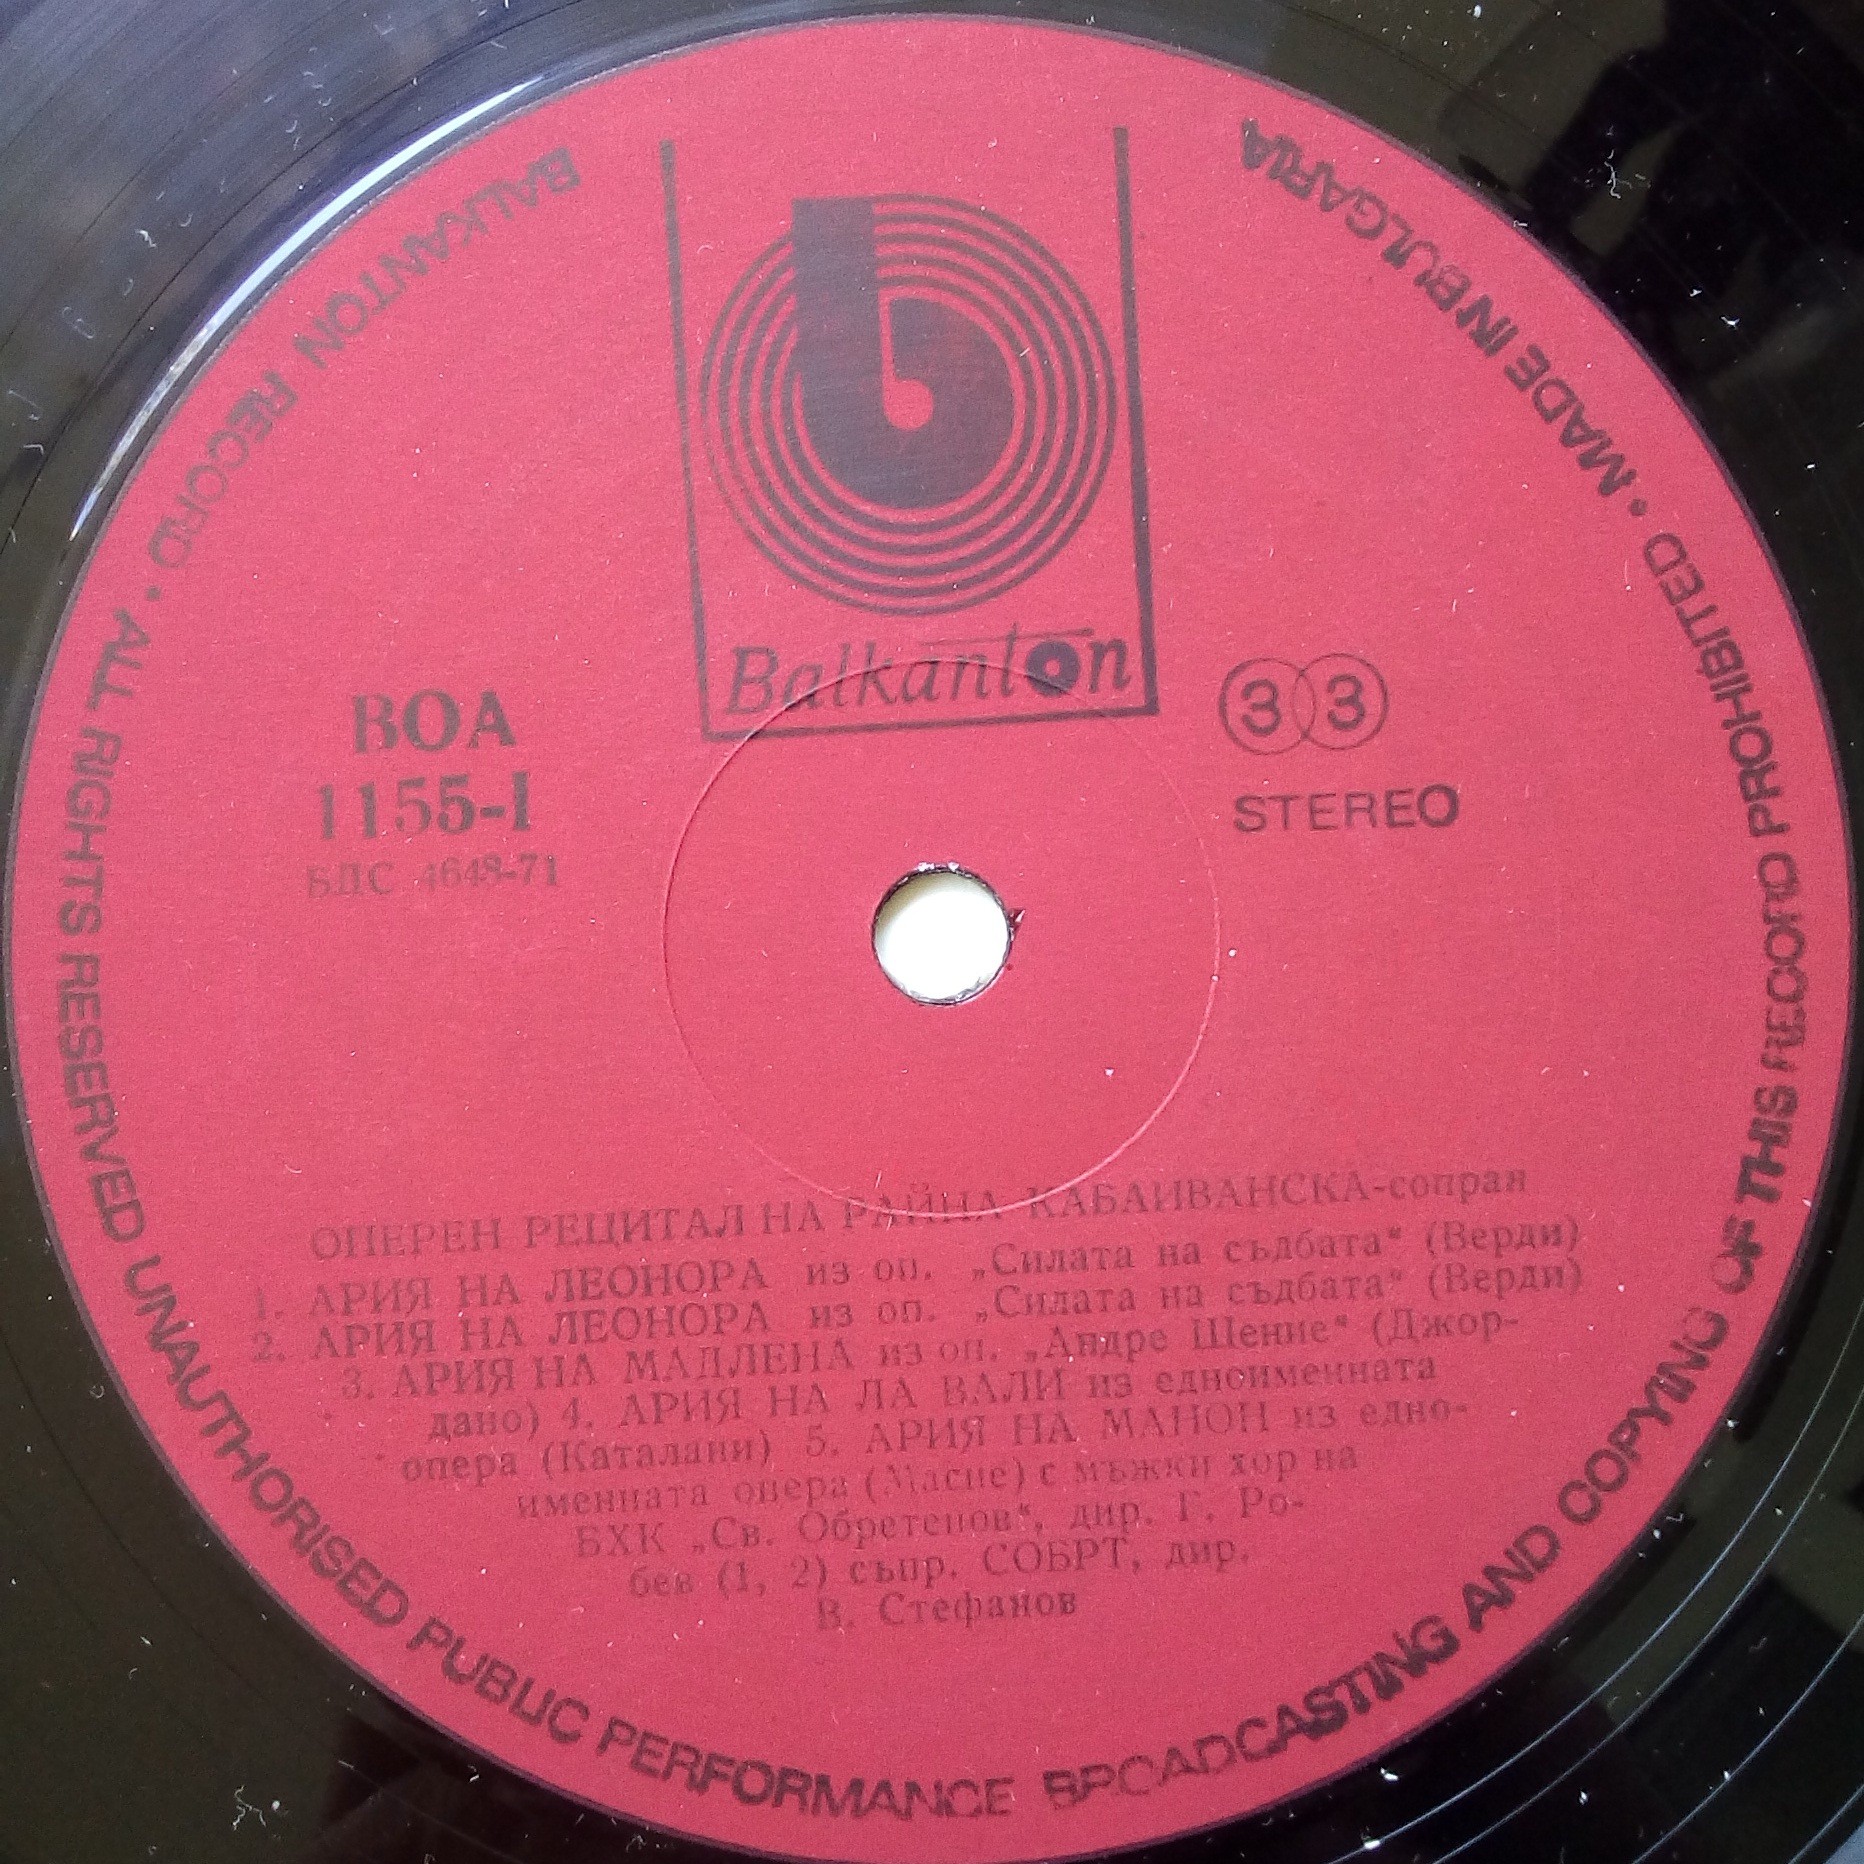 BALKANTON RECORD • ALL RIGHTS RESERVED UNAUTHORISED PUBLIC PERFORMANCE BROADCASTING AND COPYING OF THIS RECORD PROHIBITED • MADE IN BULGARIA
Balkanton
BOA
1155-I
БДС 4648-71
33
STEREO
ОПЕРЕН РЕЦИТАЛ НА РАЙНА КАБАИВАНСКА-сопран
1. АРИЯ НА ЛЕОНОРА из оп. „Силата на съдбата“ (Верди)
2. АРИЯ НА ЛЕОНОРА из оп. „Силата на съдбата“ (Верди)
3. АРИЯ НА МАДЛЕНА из оп. „Андре Шение“ (Джор-
дано) 4. АРИЯ НА ЛА ВАЛИ из едноименната
опера (Каталани) 5. АРИЯ НА МАНОН из едно-
именната опера (Масне) с мъжки хор на
БХК „Св. Обретенов“, дир. Г. Ро-
бев (1, 2) съпр. СОБРТ, дир.
В. Стефанов